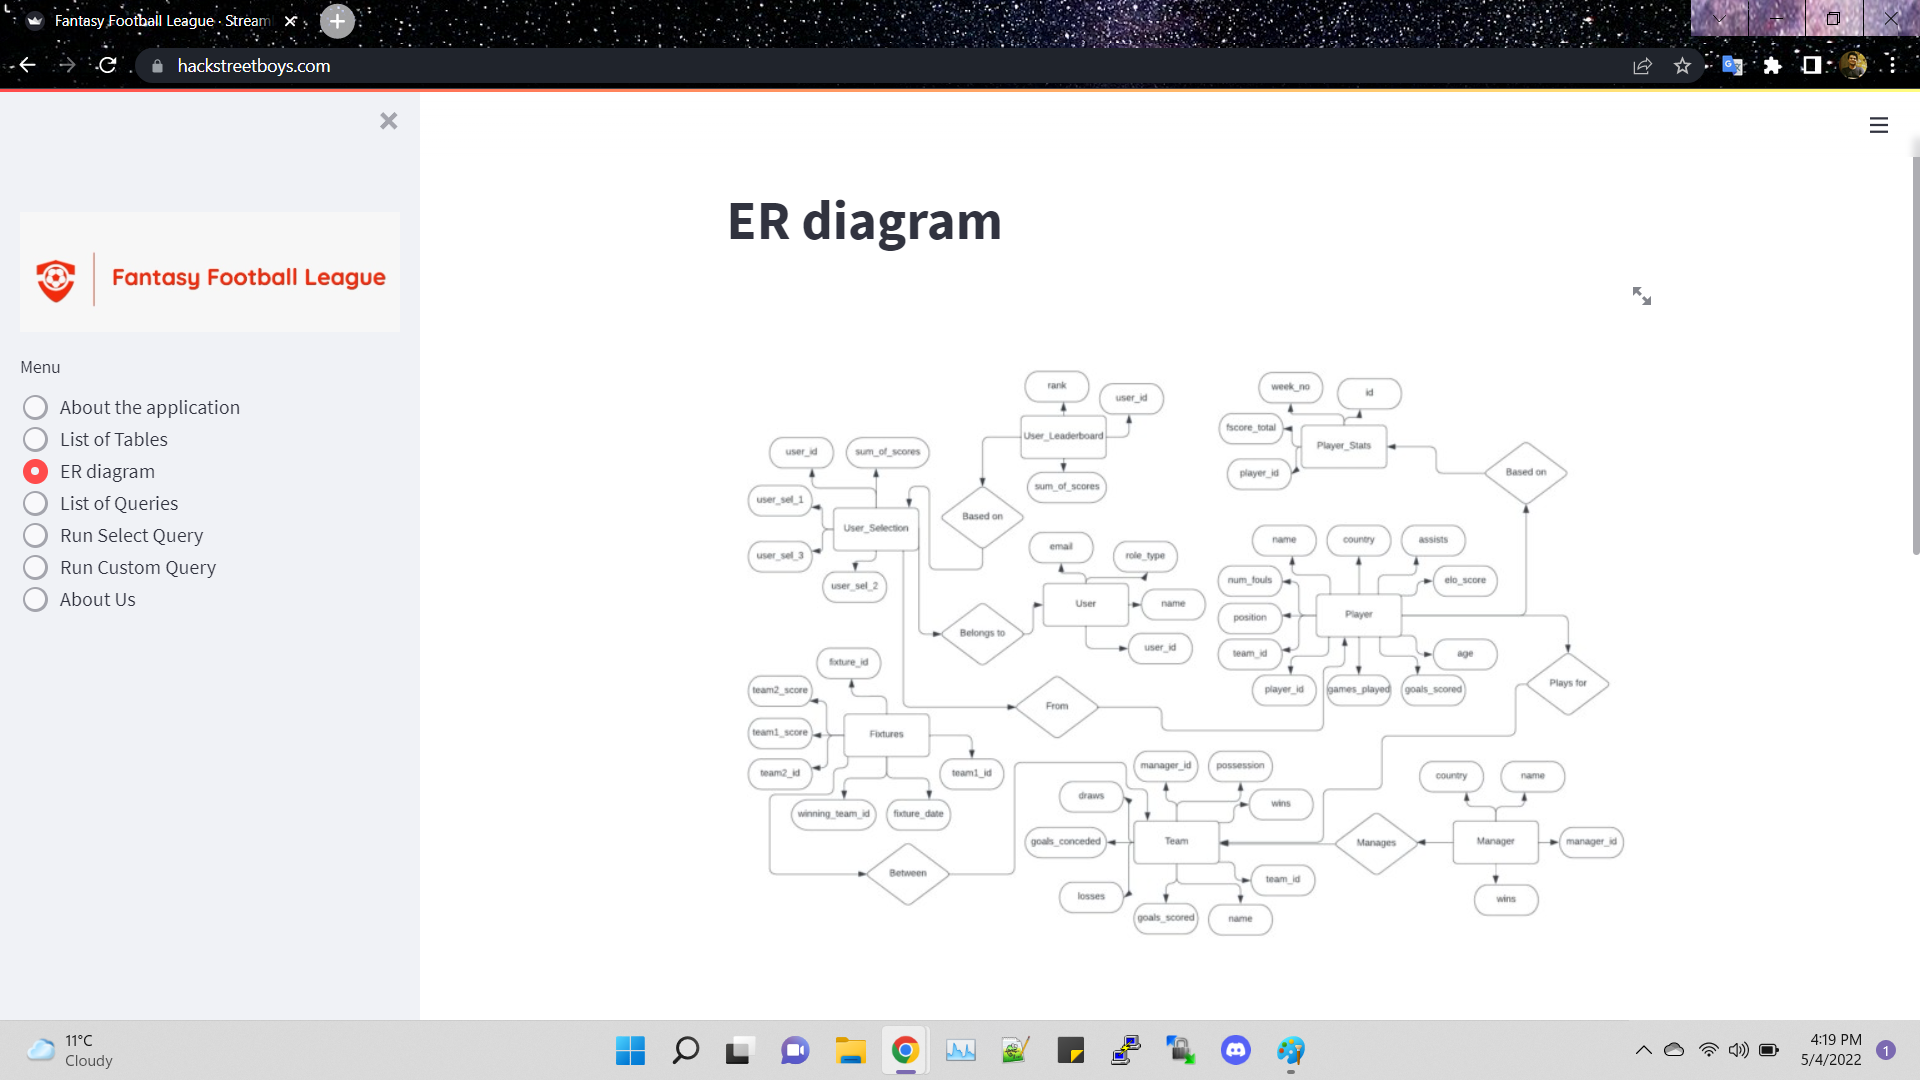 Fantasy Football League · Stream
hackstreetboys.com
Fantasy Football League
Menu
About the application
List of Tables
ER diagram
List of Queries
Run Select Query
Run Custom Query
About Us
ER diagram
rank
user_id
User_Leaderboard
sum_of_scores
user_id
sum_of_scores
user_sel_1
User_Selection
user_sel_3
user_sel_2
Based on
email
role_type
User
name
user_id
Belongs to
week_no
id
fscore_total
Player_Stats
player_id
Based on
name
country
assists
num_fouls
elo_score
position
Player
team_id
age
player_id
games_played
goals_scored
Plays for
From
fixture_id
team2_score
team1_score
Fixtures
team2_id
team1_id
winning_team_id
fixture_date
Between
manager_id
possession
draws
wins
goals_conceded
Team
team_id
losses
goals_scored
name
Manages
country
name
Manager
manager_id
wins
11°C
Cloudy
4:19 PM
5/4/2022
1